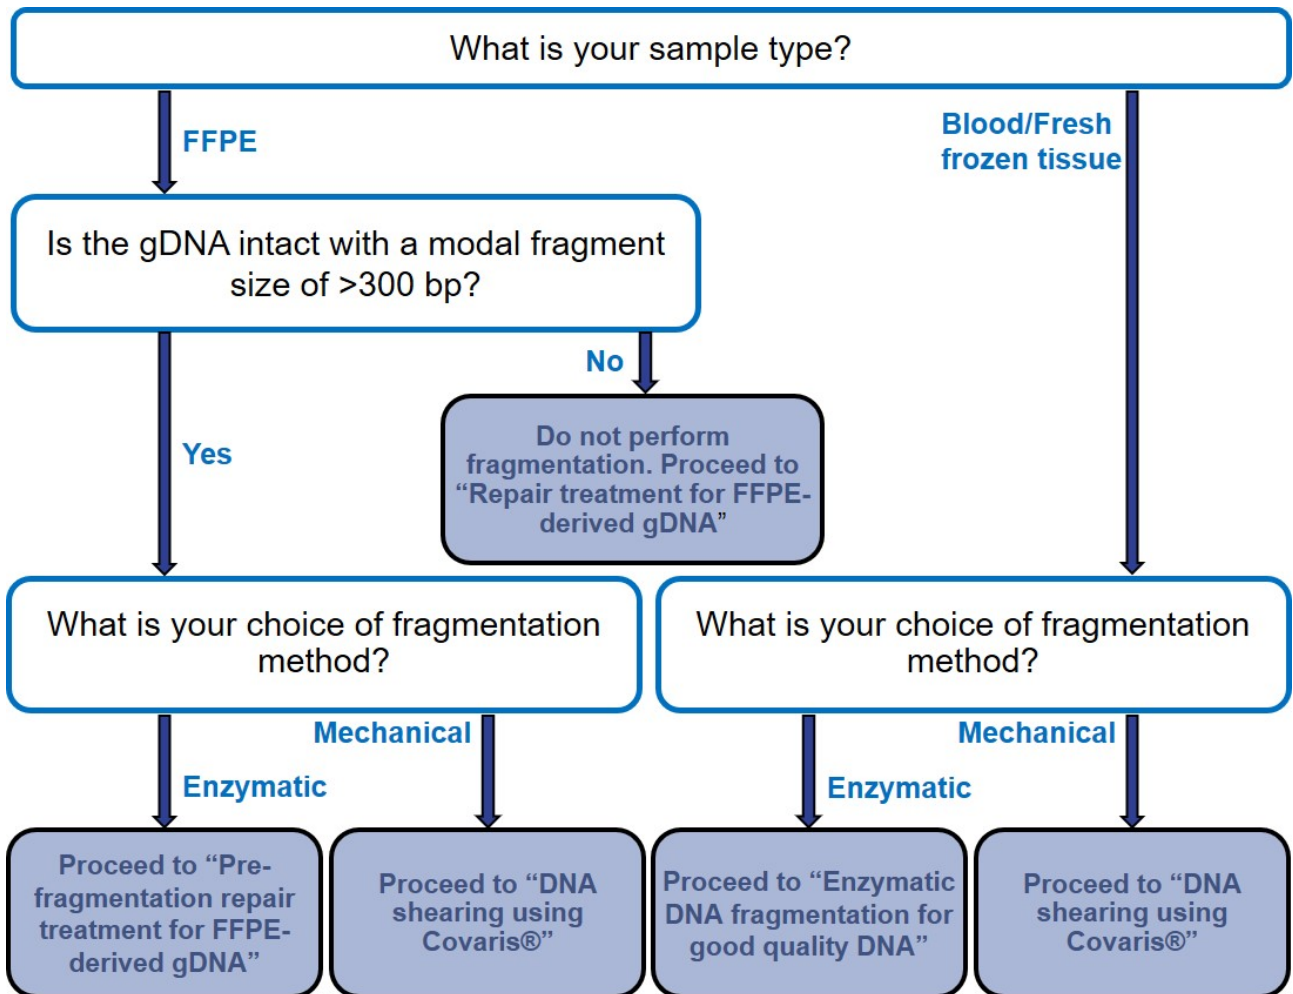 What is your sample type?
FFPE
Blood/Fresh
frozen tissue
Is the gDNA intact with a modal fragment
size of >300 bp?
No
Yes
Do not perform
fragmentation. Proceed to
“Repair treatment for FFPE-
derived gDNA”
What is your choice of fragmentation
method?
What is your choice of fragmentation
method?
Mechanical
Enzymatic
Mechanical
Enzymatic
Proceed to “Pre-
fragmentation repair
treatment for FFPE-
derived gDNA”
Proceed to “DNA
shearing using
Covaris®”
Proceed to “Enzymatic
DNA fragmentation for
good quality DNA”
Proceed to “DNA
shearing using
Covaris®”